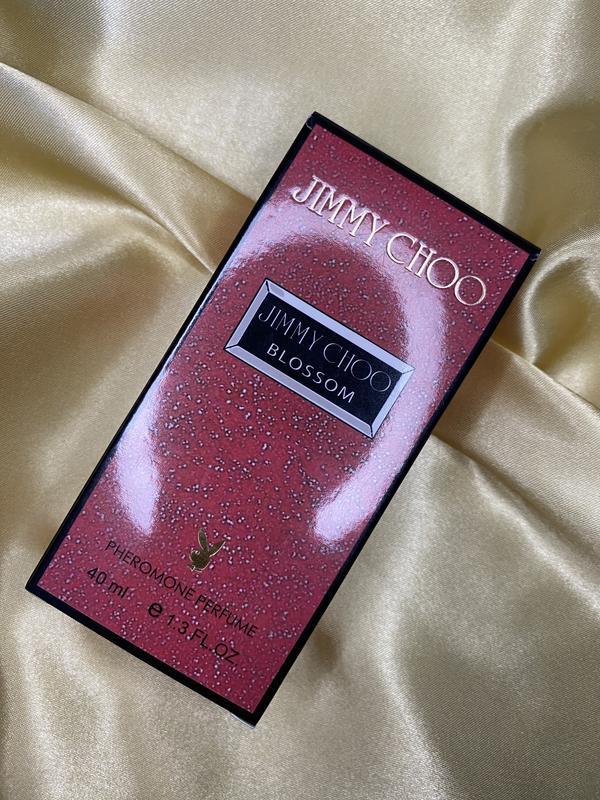 JIMMY CHOO
JIMMY CHOO
BLOSSOM
PHEROMONE PERFUME
40 ml e 1.3.FL.OZ